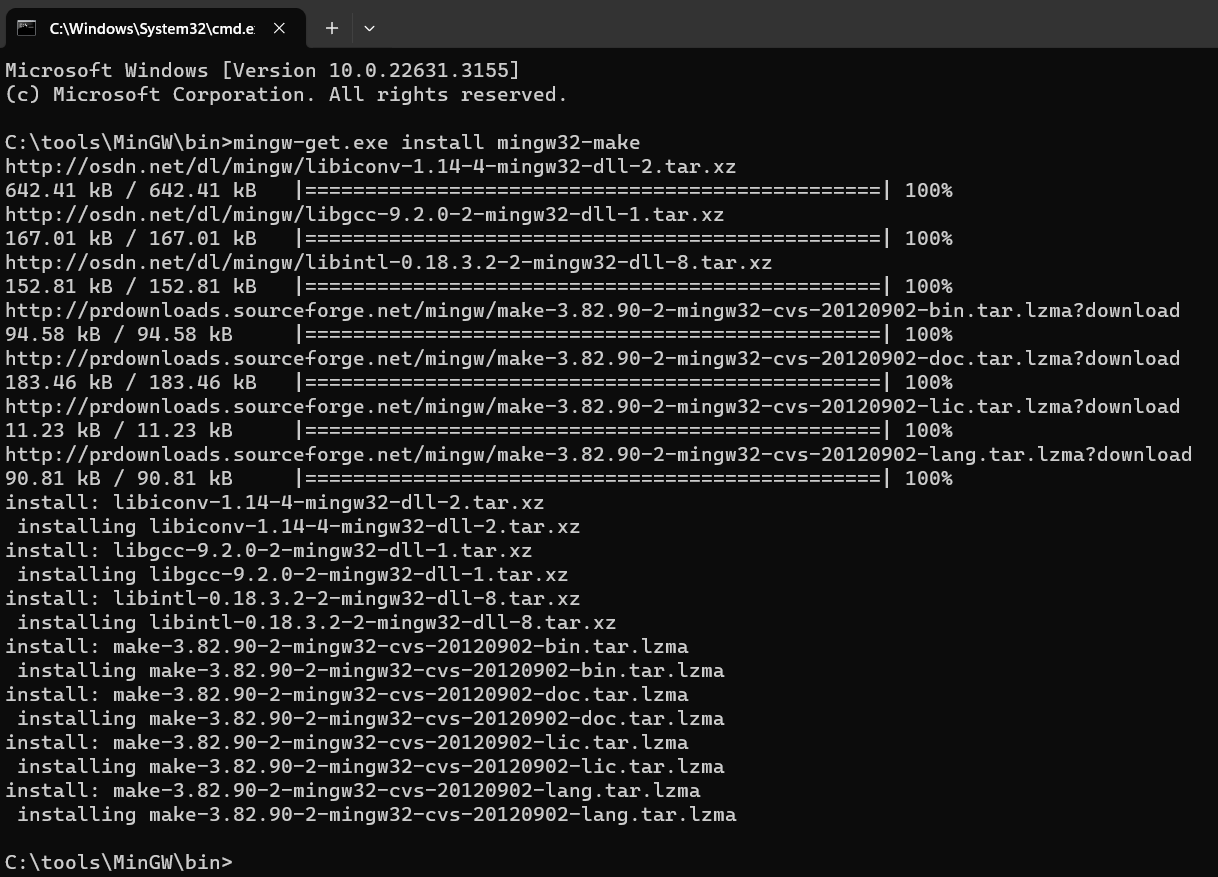 C:\Windows\System32\cmd.e
Microsoft Windows [Version 10.0.22631.3155]
(c) Microsoft Corporation. All rights reserved.
C:\tools\MinGW\bin>mingw-get.exe install mingw32-make
http://osdn.net/dl/mingw/libiconv-1.14-4-mingw32-dll-2.tar.xz
642.41 kB / 642.41 kB   |================================================| 100%
http://osdn.net/dl/mingw/libgcc-9.2.0-2-mingw32-dll-1.tar.xz
167.01 kB / 167.01 kB   |================================================| 100%
http://osdn.net/dl/mingw/libintl-0.18.3.2-2-mingw32-dll-8.tar.xz
152.81 kB / 152.81 kB   |================================================| 100%
http://prdownloads.sourceforge.net/mingw/make-3.82.90-2-mingw32-cvs-20120902-bin.tar.lzma?download
94.58 kB / 94.58 kB     |================================================| 100%
http://prdownloads.sourceforge.net/mingw/make-3.82.90-2-mingw32-cvs-20120902-doc.tar.lzma?download
183.46 kB / 183.46 kB   |================================================| 100%
http://prdownloads.sourceforge.net/mingw/make-3.82.90-2-mingw32-cvs-20120902-lic.tar.lzma?download
11.23 kB / 11.23 kB     |================================================| 100%
http://prdownloads.sourceforge.net/mingw/make-3.82.90-2-mingw32-cvs-20120902-lang.tar.lzma?download
90.81 kB / 90.81 kB     |================================================| 100%
install: libiconv-1.14-4-mingw32-dll-2.tar.xz
 installing libiconv-1.14-4-mingw32-dll-2.tar.xz
install: libgcc-9.2.0-2-mingw32-dll-1.tar.xz
 installing libgcc-9.2.0-2-mingw32-dll-1.tar.xz
install: libintl-0.18.3.2-2-mingw32-dll-8.tar.xz
 installing libintl-0.18.3.2-2-mingw32-dll-8.tar.xz
install: make-3.82.90-2-mingw32-cvs-20120902-bin.tar.lzma
 installing make-3.82.90-2-mingw32-cvs-20120902-bin.tar.lzma
install: make-3.82.90-2-mingw32-cvs-20120902-doc.tar.lzma
 installing make-3.82.90-2-mingw32-cvs-20120902-doc.tar.lzma
install: make-3.82.90-2-mingw32-cvs-20120902-lic.tar.lzma
 installing make-3.82.90-2-mingw32-cvs-20120902-lic.tar.lzma
install: make-3.82.90-2-mingw32-cvs-20120902-lang.tar.lzma
 installing make-3.82.90-2-mingw32-cvs-20120902-lang.tar.lzma
C:\tools\MinGW\bin>